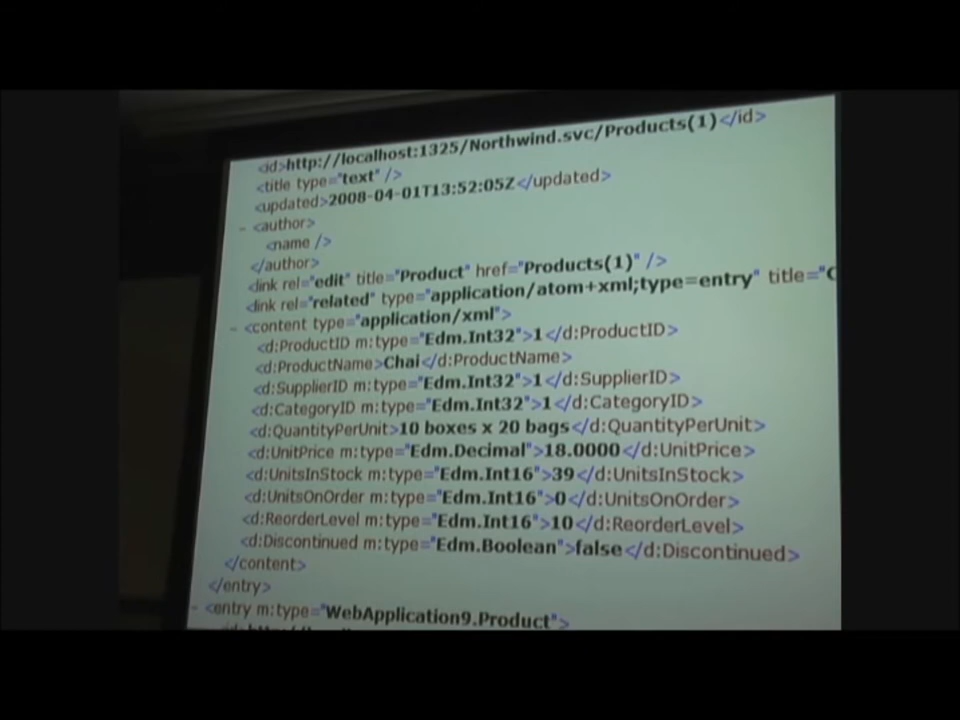 <id>http://localhost:1325/Northwind.svc/Products(1)</id>
<title type="text" />
<updated>2008-04-01T13:52:05Z</updated>
- <author>
<name />
</author>
<link rel="edit" title="Product" href="Products(1)" />
<link rel="related" type="application/atom+xml;type=entry" title="C
- <content type="application/xml">
<d:ProductID m:type="Edm.Int32">1</d:ProductID>
<d:ProductName>Chai</d:ProductName>
<d:SupplierID m:type="Edm.Int32">1</d:SupplierID>
<d:CategoryID m:type="Edm.Int32">1</d:CategoryID>
<d:QuantityPerUnit>10 boxes x 20 bags</d:QuantityPerUnit>
<d:UnitPrice m:type="Edm.Decimal">18.0000</d:UnitPrice>
<d:UnitsInStock m:type="Edm.Int16">39</d:UnitsInStock>
<d:UnitsOnOrder m:type="Edm.Int16">0</d:UnitsOnOrder>
<d:ReorderLevel m:type="Edm.Int16">10</d:ReorderLevel>
<d:Discontinued m:type="Edm.Boolean">false</d:Discontinued>
</content>
</entry>
- <entry m:type="WebApplication9.Product">